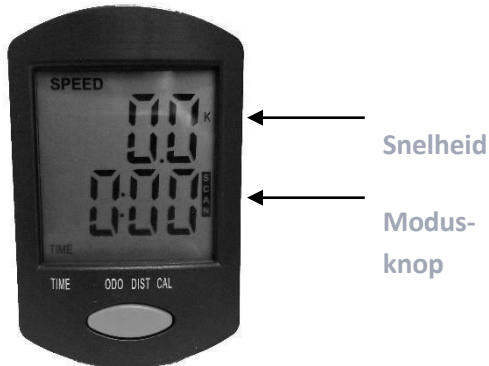 SPEED
0.0 K
Snelheid
0:00 SCAN
Modus-
knop
TIME
TIME ODO DIST CAL